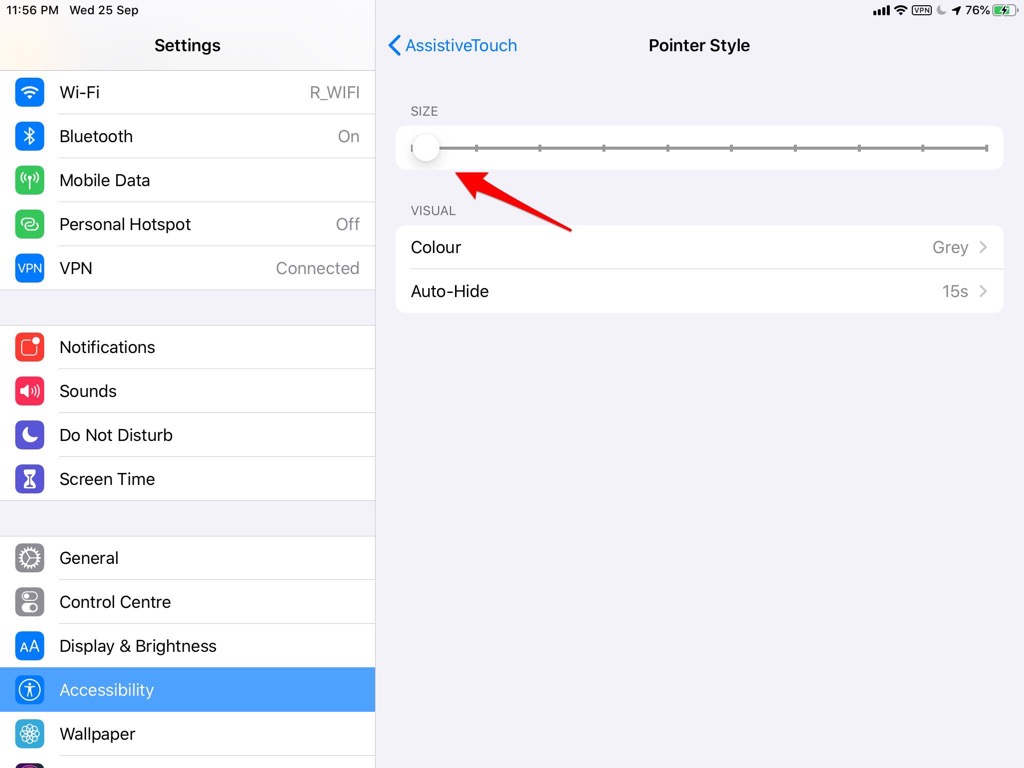 11:56 PM Wed 25 Sep
VPN 76%
Settings
Wi-Fi R_WIFI
Bluetooth On
Mobile Data
Personal Hotspot Off
VPN VPN Connected
Notifications
Sounds
Do Not Disturb
Screen Time
General
Control Centre
AA Display & Brightness
Accessibility
Wallpaper
AssistiveTouch Pointer Style
SIZE
VISUAL
Colour Grey
Auto-Hide 15s